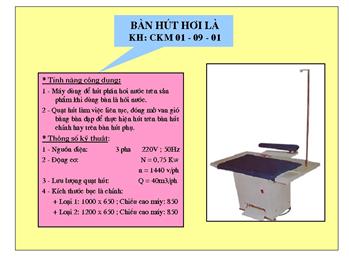 BÀN HÚT HƠI LÀ
KH: CKM 01 - 09 - 01
* Tính năng công dụng:
1 - Máy dùng để hút phần hơi nước trên sản
phẩm khi dùng bàn là hơi nước.
2 - Quạt hút làm việc liên tục, đóng mở van gió
bằng bàn đạp để thực hiện hút trên bàn hút
chính hay trên bàn hút phụ.
* Thông số kỹ thuật:
1 - Nguồn điện: 3 pha 220V ; 50Hz
2 - Động cơ: N = 0,75 Kw
n = 1440 v/ph
3 - Lưu lượng quạt hút: Q = 40m3/ph
4 - Kích thước bọc là chính:
+ Loại 1: 1000 x 650 ; Chiều cao máy: 850
+ Loại 2: 1200 x 650 ; Chiều cao máy: 850